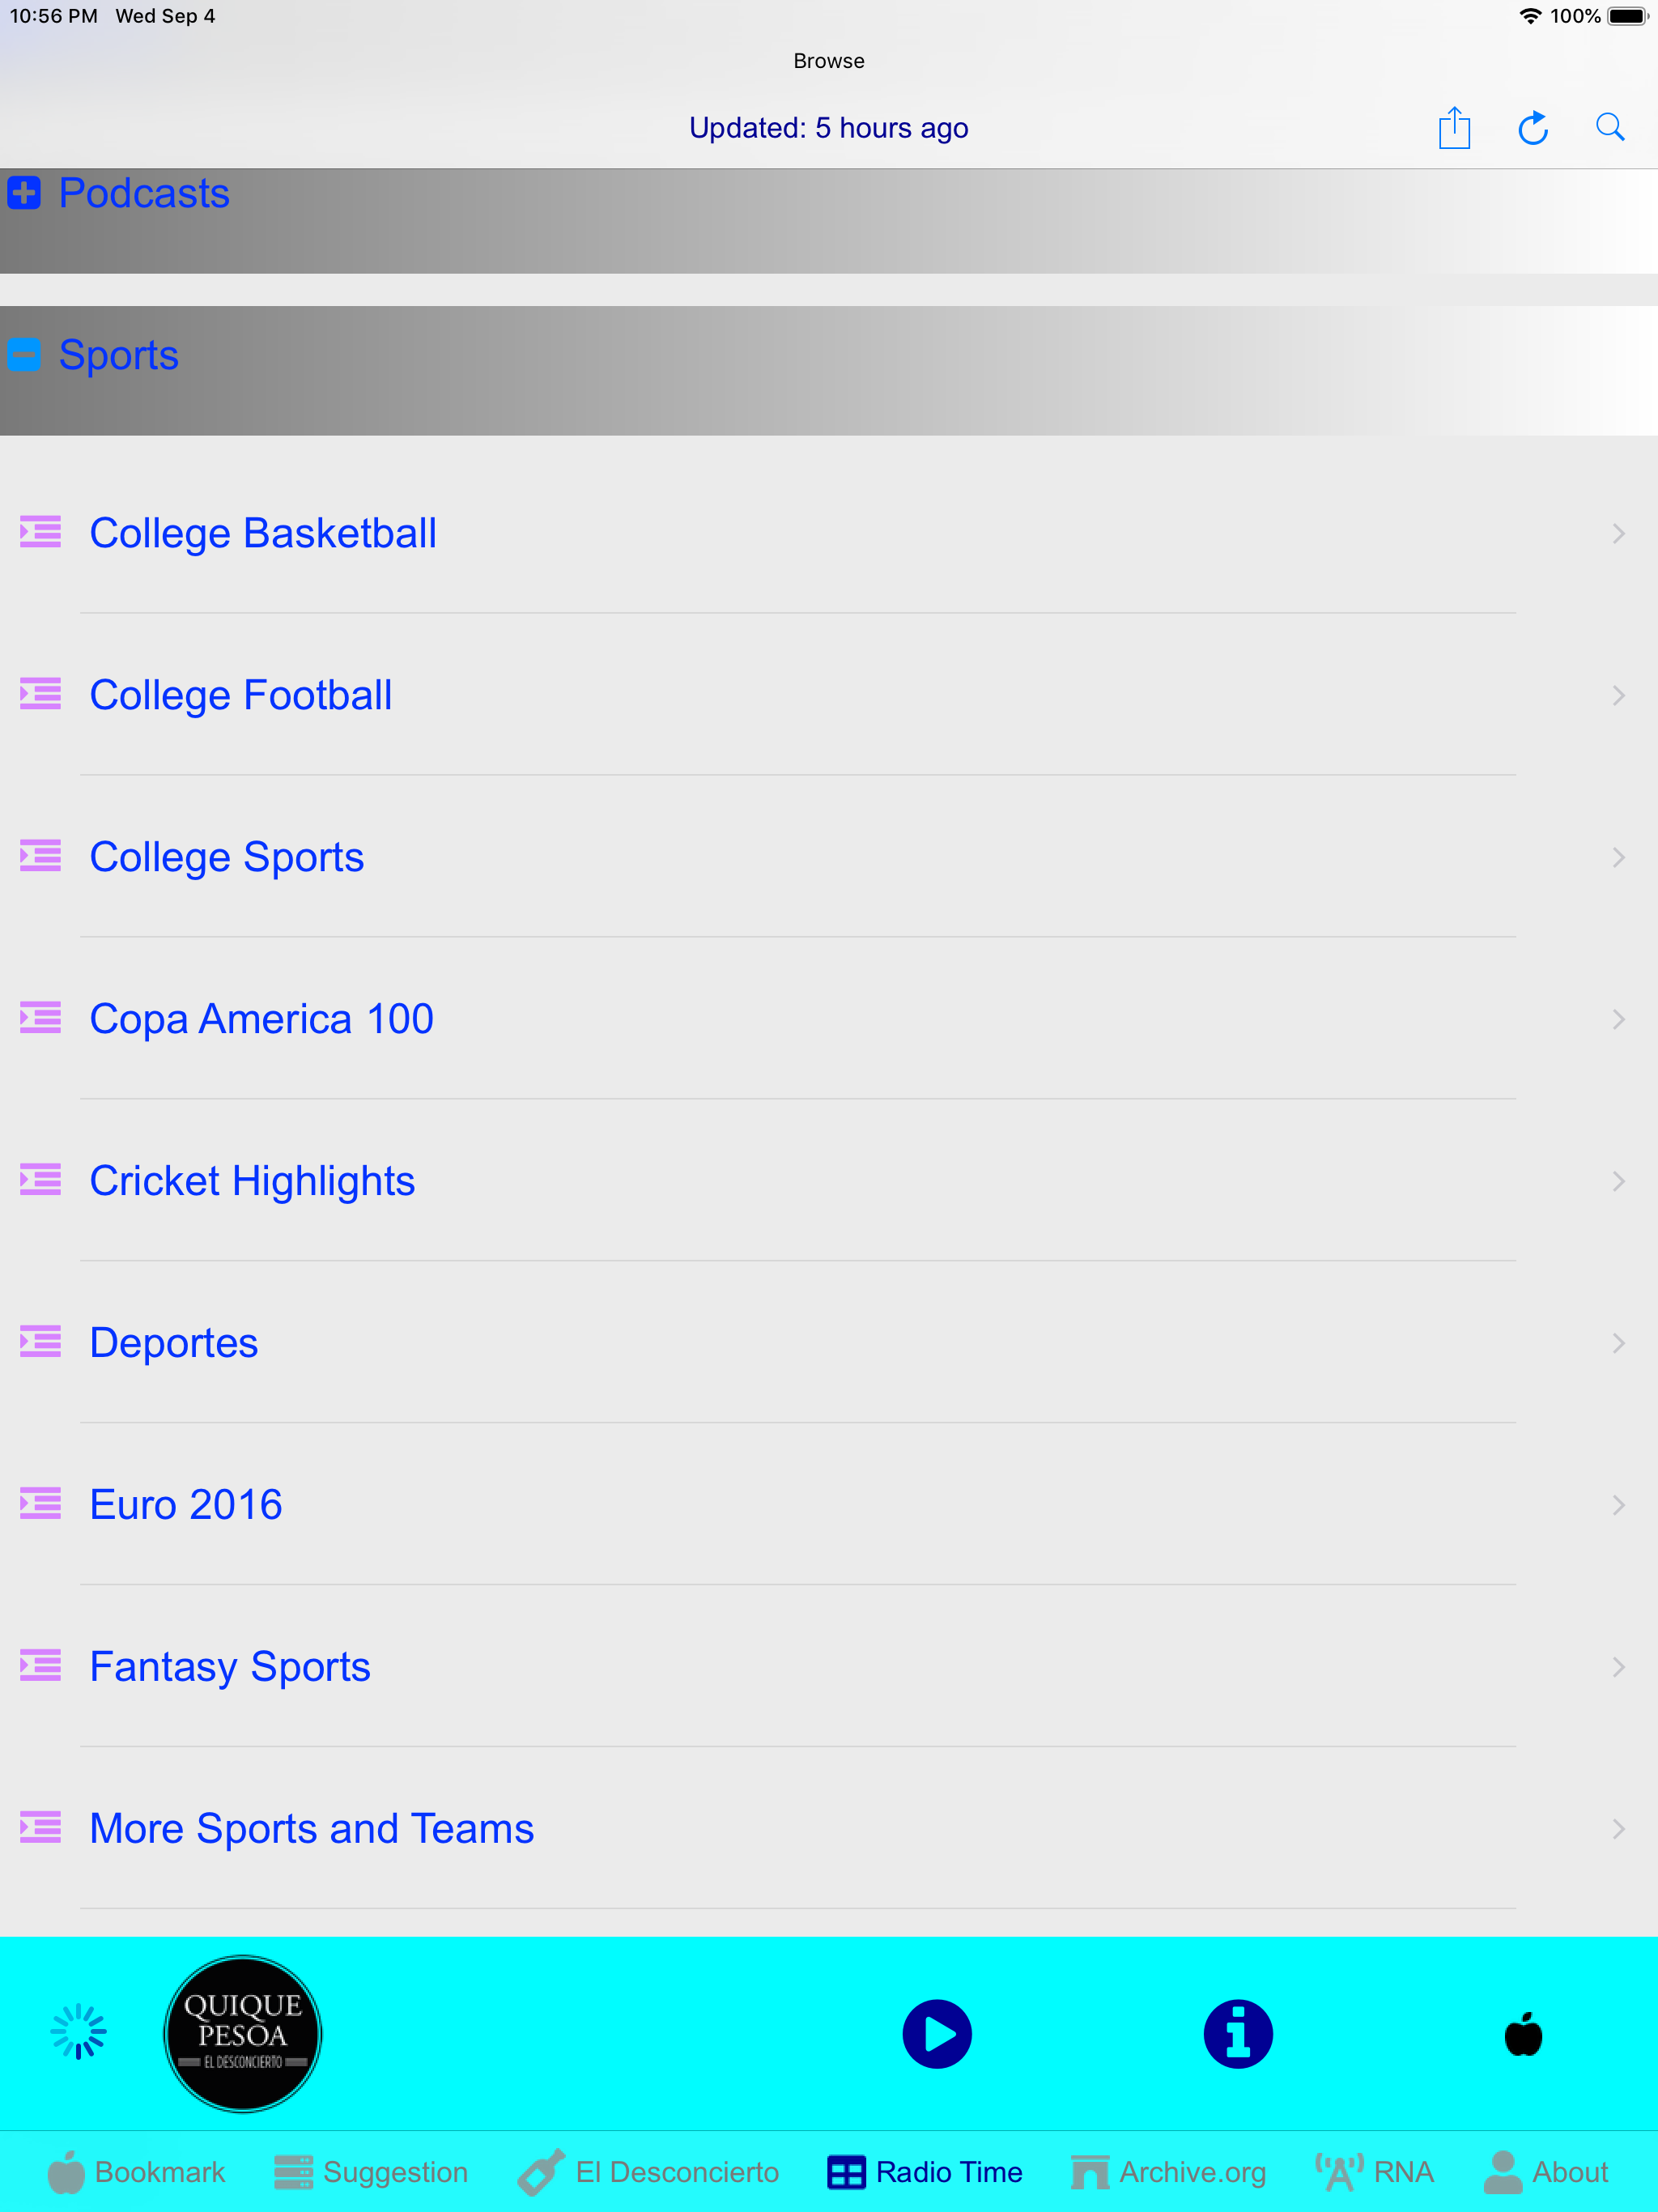 10:56 PM Wed Sep 4 100%
Browse
Updated: 5 hours ago
Podcasts
Sports
College Basketball
College Football
College Sports
Copa America 100
Cricket Highlights
Deportes
Euro 2016
Fantasy Sports
More Sports and Teams
QUIQUE
PESOA
EL DESCONCIERTO
Bookmark Suggestion El Desconcierto Radio Time Archive.org RNA About